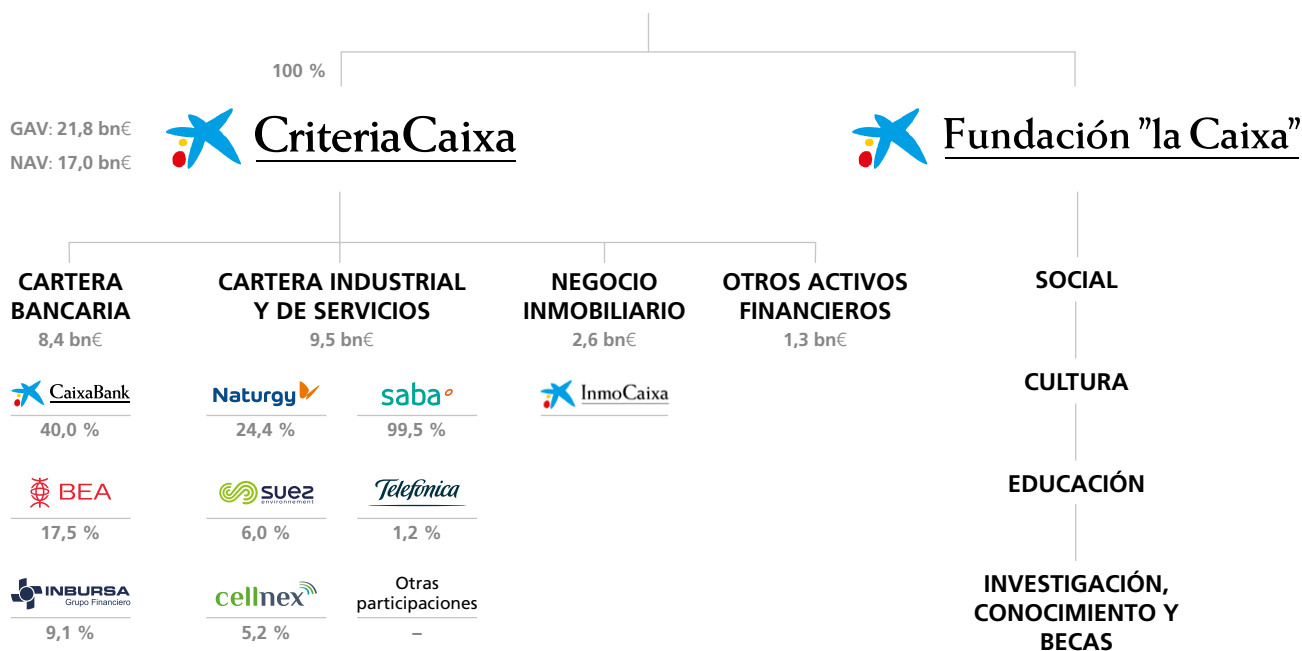 100 %
GAV: 21,8 bn€
NAV: 17,0 bn€
CriteriaCaixa
Fundación ”la Caixa”
CARTERA
BANCARIA
8,4 bn€
CARTERA INDUSTRIAL
Y DE SERVICIOS
9,5 bn€
NEGOCIO
INMOBILIARIO
2,6 bn€
OTROS ACTIVOS
FINANCIEROS
1,3 bn€
SOCIAL
CaixaBank
40,0 %
Naturgy
24,4 %
saba
99,5 %
InmoCaixa
CULTURA
BEA
17,5 %
suez
environnement
6,0 %
Telefónica
1,2 %
EDUCACIÓN
INBURSA
Grupo Financiero
9,1 %
cellnex
5,2 %
Otras
participaciones
–
INVESTIGACIÓN,
CONOCIMIENTO Y
BECAS